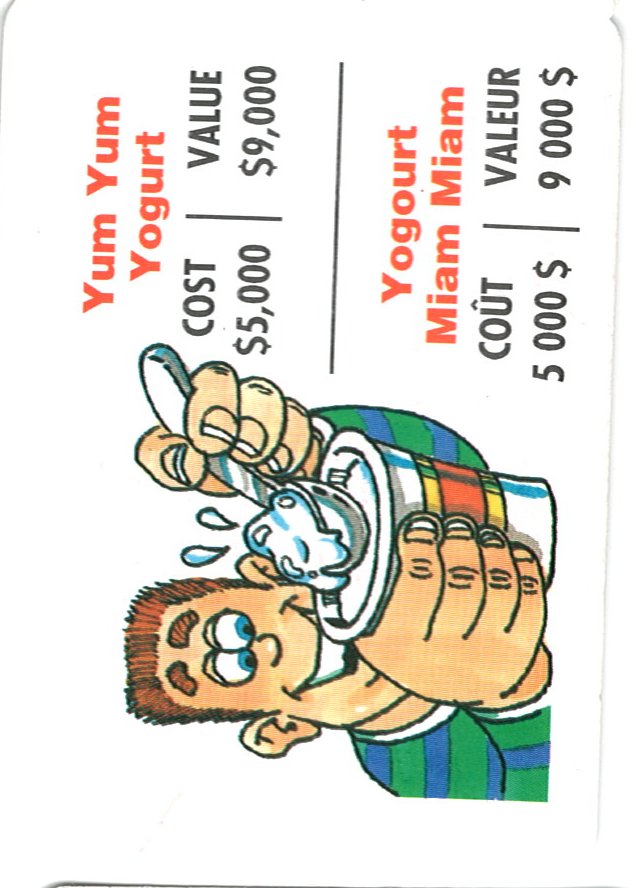 Yum Yum
Yogurt
COST | VALUE
$5,000 | $9,000
Yogourt
Miam Miam
COÛT | VALEUR
5 000 $ | 9 000 $